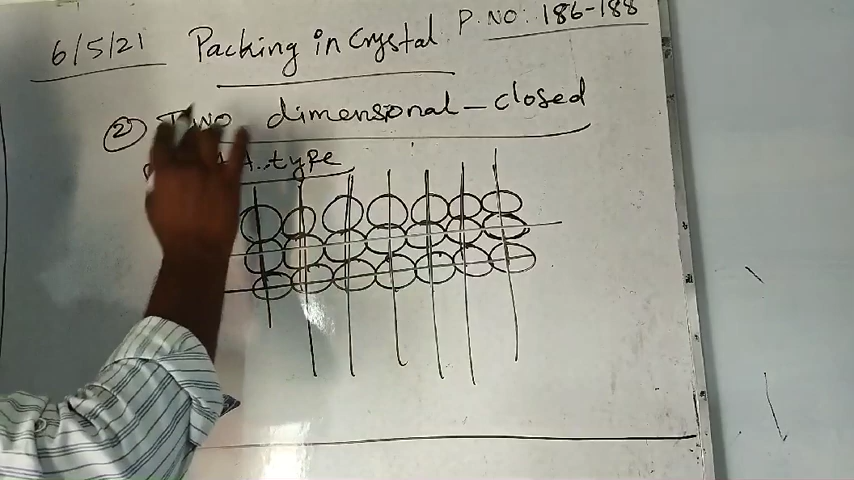 6/5/21 Packing in Crystal P.NO: 186-188
② Two dimensional - closed
A.. type